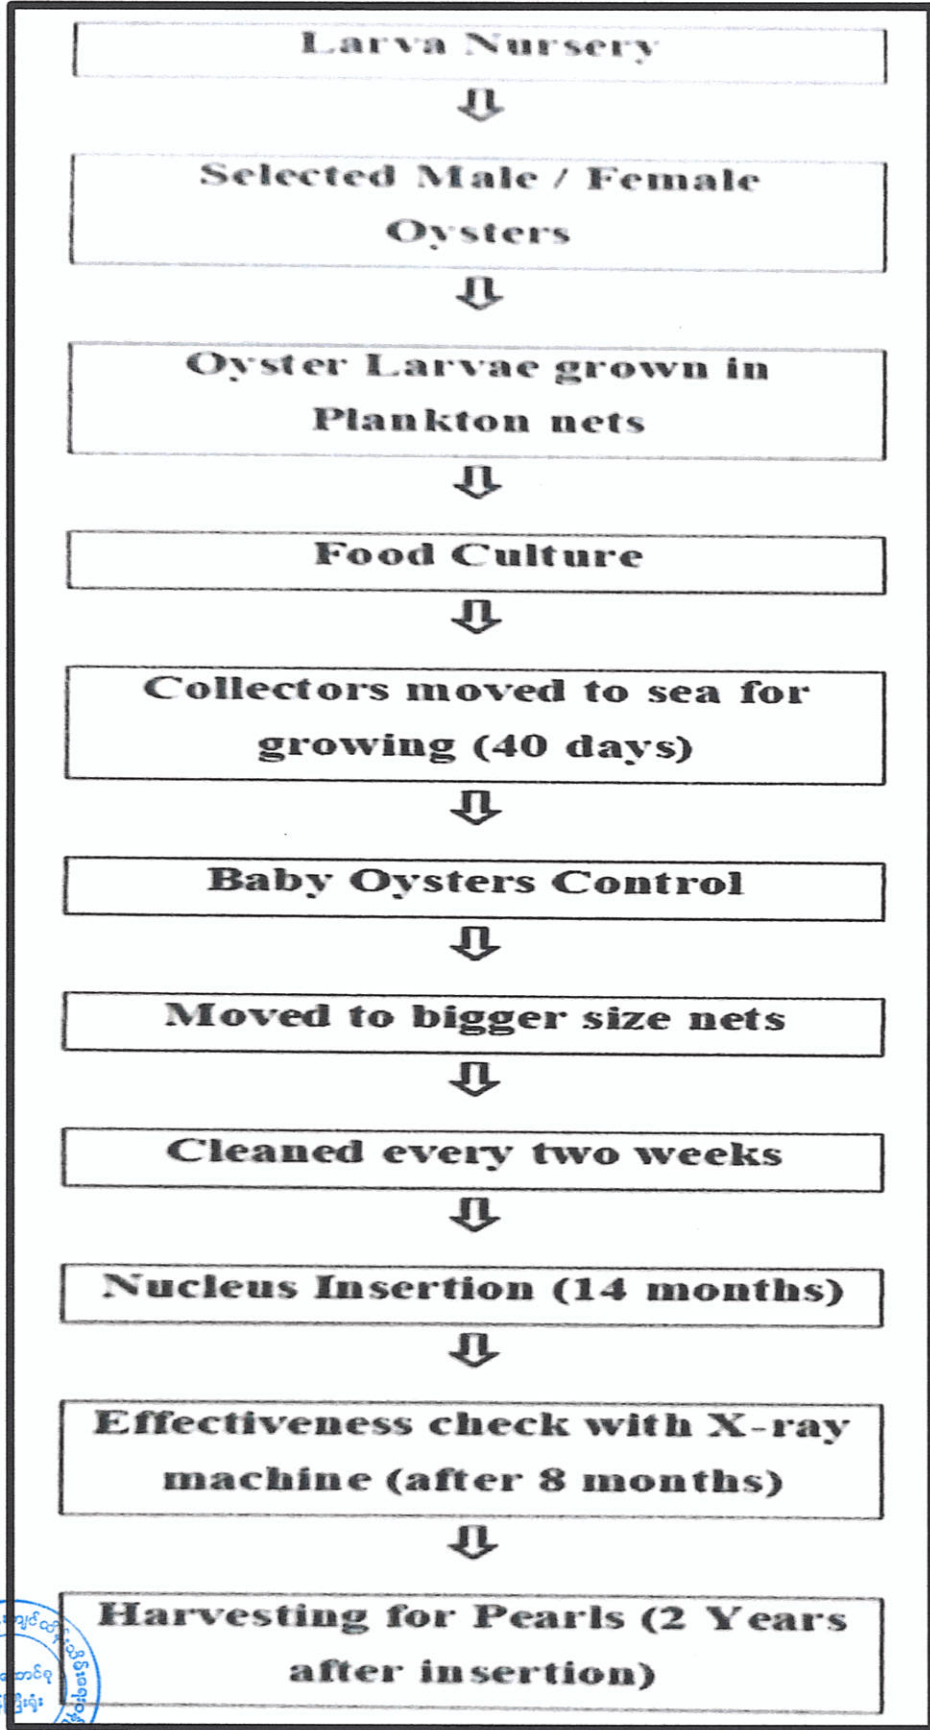 Larva Nursery
Selected Male / Female
Oysters
Oyster Larvae grown in
Plankton nets
Food Culture
Collectors moved to sea for
growing (40 days)
Baby Oysters Control
Moved to bigger size nets
Cleaned every two weeks
Nucleus Insertion (14 months)
Effectiveness check with X-ray
machine (after 8 months)
Harvesting for Pearls (2 Years
after insertion)